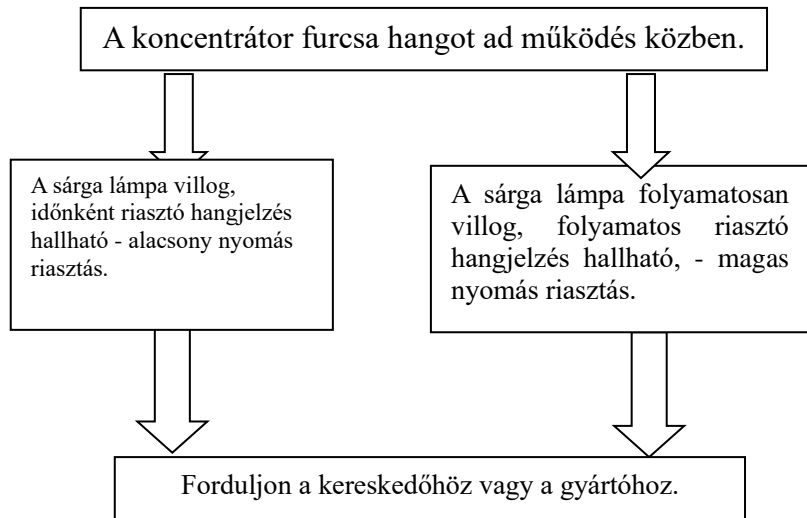 A koncentrátor furcsa hangot ad működés közben.
A sárga lámpa villog,
időnként riasztó hangjelzés
hallható - alacsony nyomás
riasztás.
A sárga lámpa folyamatosan
villog, folyamatos riasztó
hangjelzés hallható, - magas
nyomás riasztás.
Forduljon a kereskedőhöz vagy a gyártóhoz.